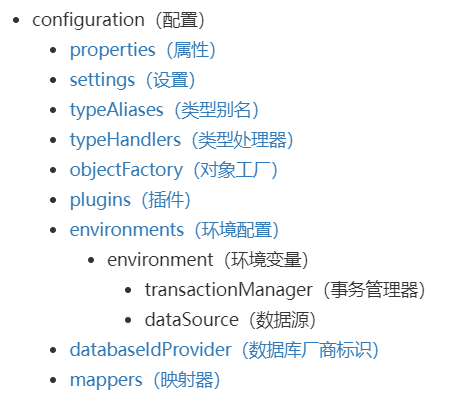 configuration（配置）
properties（属性）
settings（设置）
typeAliases（类型别名）
typeHandlers（类型处理器）
objectFactory（对象工厂）
plugins（插件）
environments（环境配置）
environment（环境变量）
transactionManager（事务管理器）
dataSource（数据源）
databaseIdProvider（数据库厂商标识）
mappers（映射器）